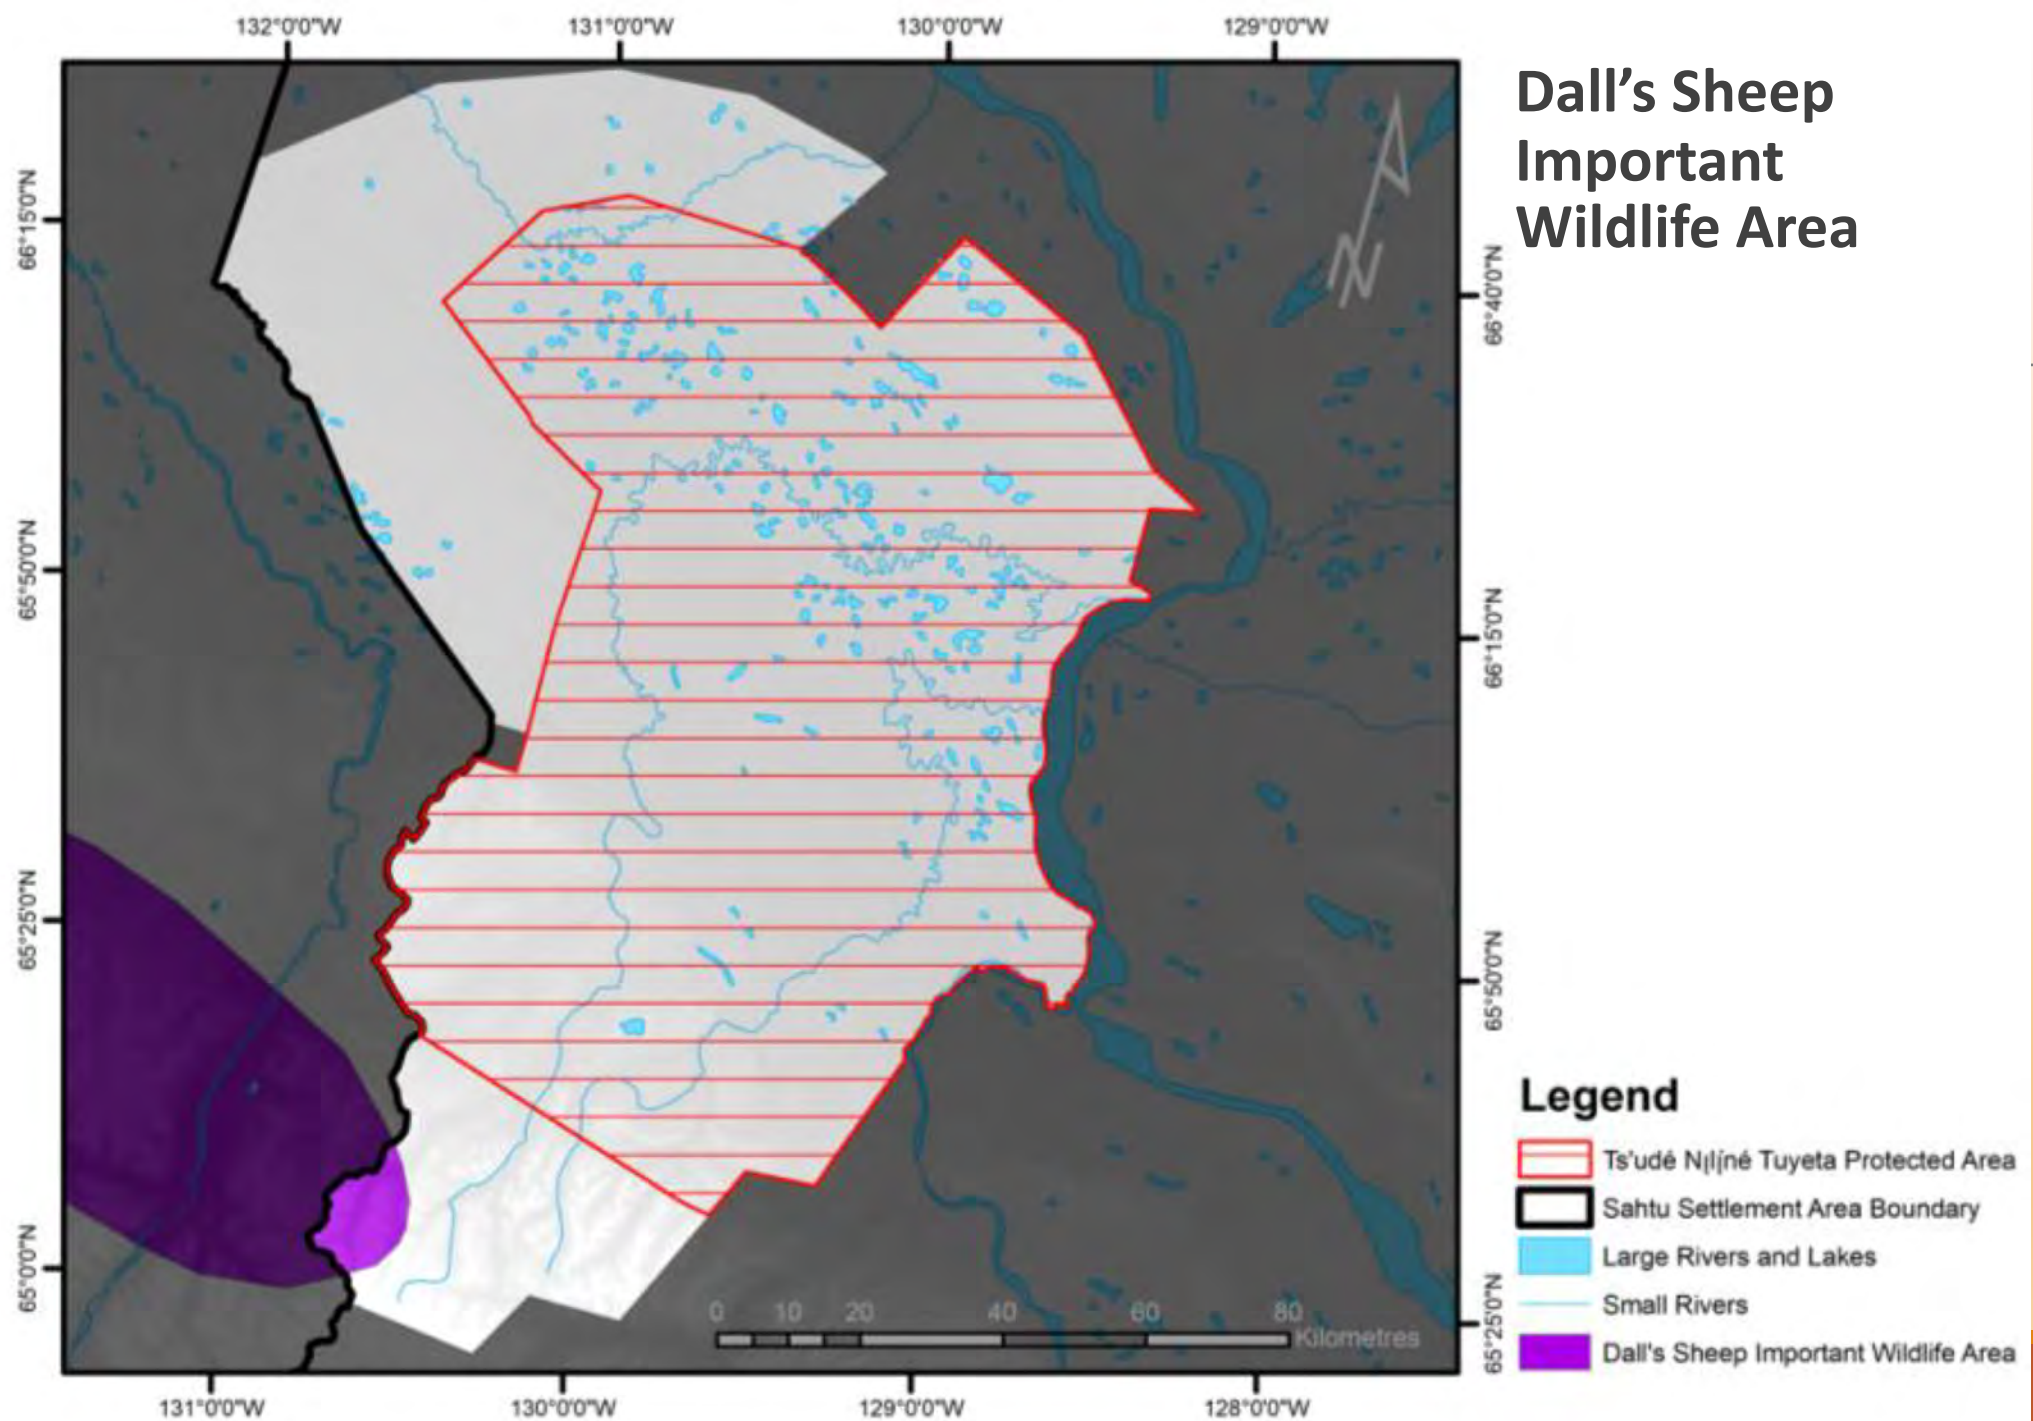 132°0'0"W 131°0'0"W 130°0'0"W 129°0'0"W
Dall's Sheep
Important
Wildlife Area
N
66°15'0"N
65°50'0"N
65°25'0"N
65°0'0"N
66°40'0"N
66°15'0"N
65°50'0"N
65°25'0"N
0 10 20 40 60 80
Kilometres
131°0'0"W 130°0'0"W 129°0'0"W 128°0'0"W
Legend
Ts'udé Nı̨lı̨́né Tuyeta Protected Area
Sahtu Settlement Area Boundary
Large Rivers and Lakes
Small Rivers
Dall's Sheep Important Wildlife Area